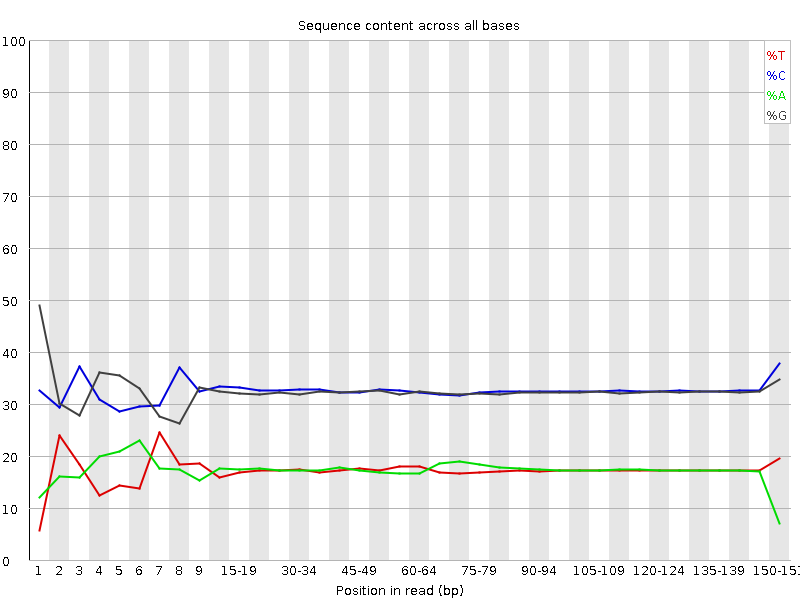 Sequence content across all bases
100
90
80
70
60
50
40
30
20
10
0
%T
%C
%A
%G
1 2 3 4 5 6 7 8 9 15-19 30-34 45-49 60-64 75-79 90-94 105-109 120-124 135-139 150-151
Position in read (bp)